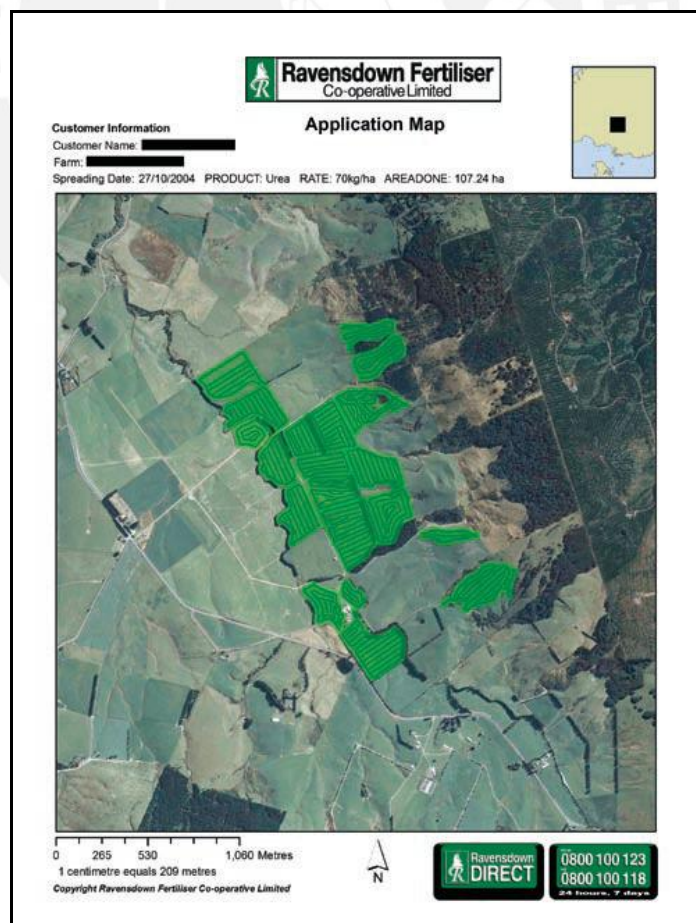 Ravensdown Fertiliser
Co-operative Limited
Application Map
Customer Information
Customer Name:
Farm:
Spreading Date: 27/10/2004 PRODUCT: Urea RATE: 70kg/ha AREADONE: 107.24 ha
0 265 530 1,060 Metres
1 centimetre equals 209 metres
Copyright Ravensdown Fertiliser Co-operative Limited
N
Ravensdown
DIRECT
0800 100 123
0800 100 118
24 hours, 7 days